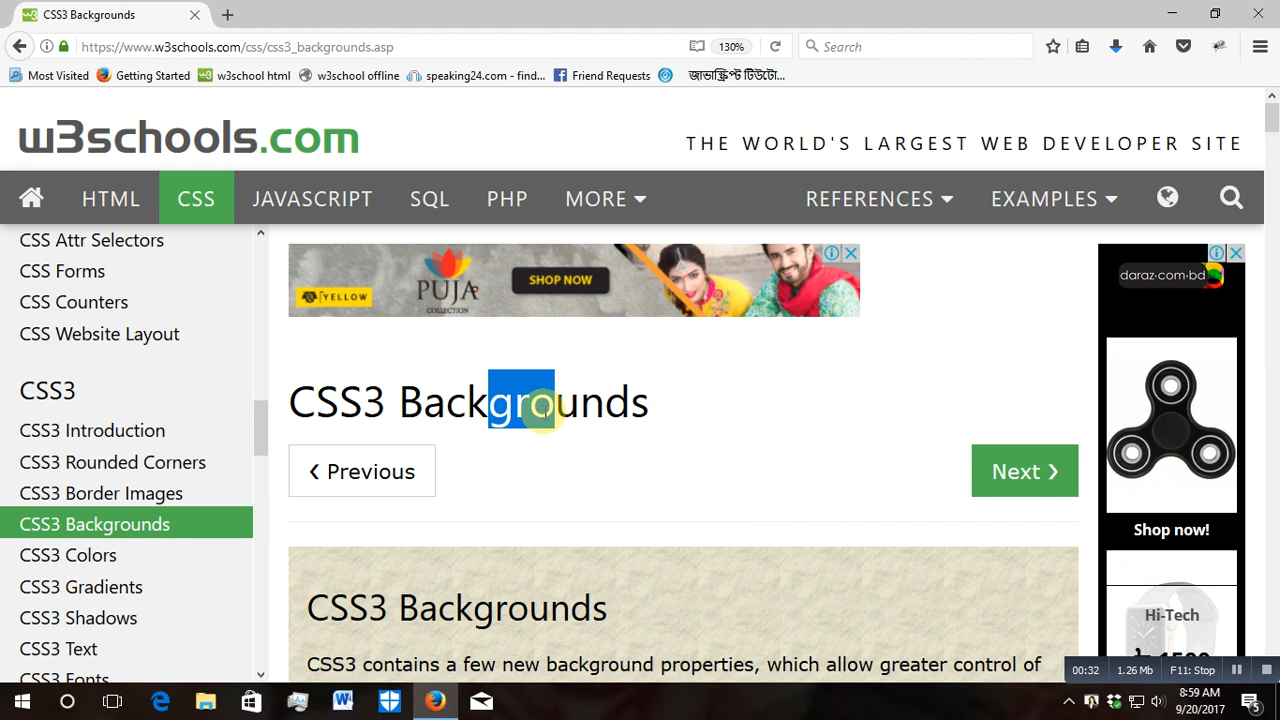 CSS3 Backgrounds
https://www.w3schools.com/css/css3_backgrounds.asp
130%
Search
Most Visited
Getting Started
w3school html
w3school offline
speaking24.com - find...
Friend Requests
জাভাস্ক্রিপ্ট টিউটো...
w3schools.com
THE WORLD'S LARGEST WEB DEVELOPER SITE
HTML
CSS
JAVASCRIPT
SQL
PHP
MORE
REFERENCES
EXAMPLES
CSS Attr Selectors
CSS Forms
CSS Counters
CSS Website Layout
CSS3
CSS3 Introduction
CSS3 Rounded Corners
CSS3 Border Images
CSS3 Backgrounds
CSS3 Colors
CSS3 Gradients
CSS3 Shadows
CSS3 Text
CSS3 Fonts
YELLOW
PUJA
COLLECTION
SHOP NOW
CSS3 Backgrounds
❮ Previous
Next ❯
CSS3 Backgrounds
CSS3 contains a few new background properties, which allow greater control of
daraz.com.bd
Shop now!
Hi-Tech
00:32
1.26 Mb
F11: Stop
8:59 AM
9/20/2017
5